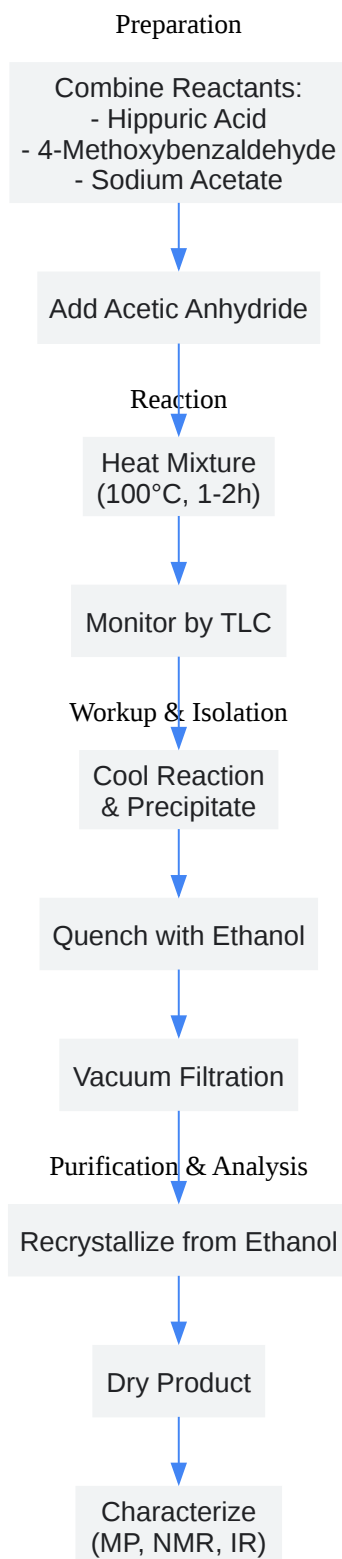 Preparation
Combine Reactants:
- Hippuric Acid
- 4-Methoxybenzaldehyde
- Sodium Acetate
Add Acetic Anhydride
Reaction
Heat Mixture
(100°C, 1-2h)
Monitor by TLC
Workup & Isolation
Cool Reaction
& Precipitate
Quench with Ethanol
Vacuum Filtration
Purification & Analysis
Recrystallize from Ethanol
Dry Product
Characterize
(MP, NMR, IR)